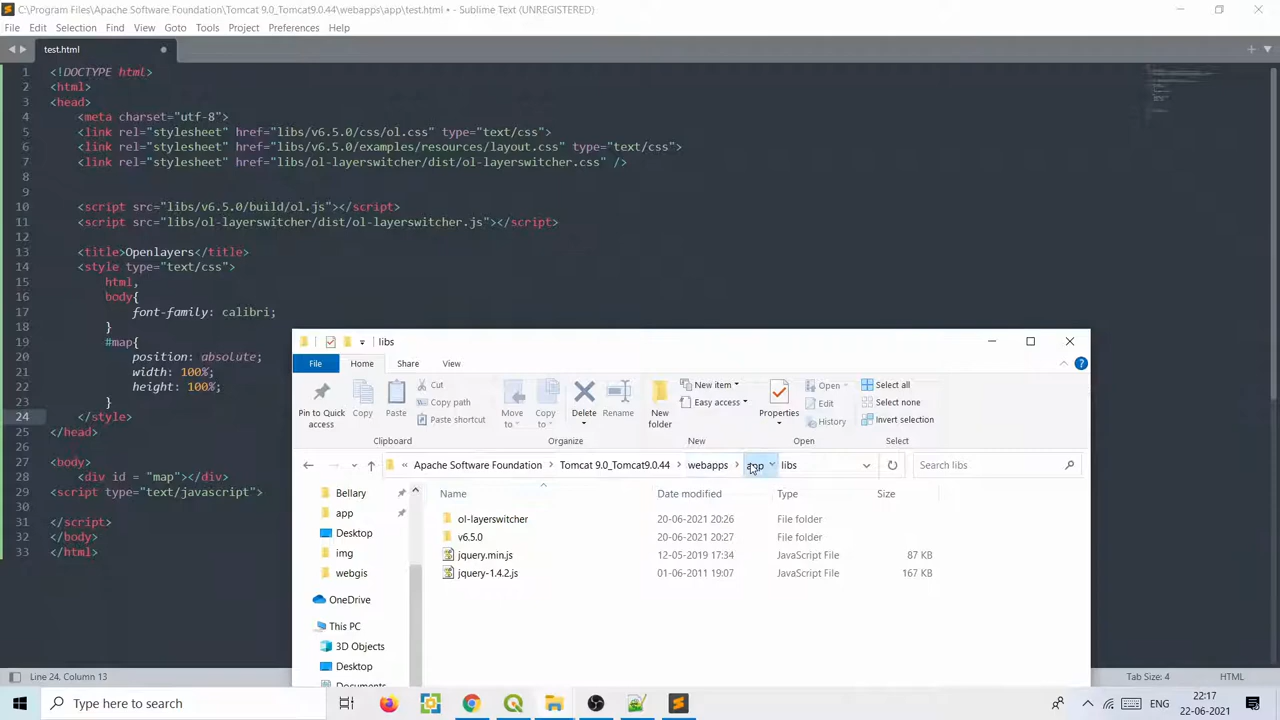 C:\Program Files\Apache Software Foundation\Tomcat 9.0_Tomcat9.0.44\webapps\app\test.html • - Sublime Text (UNREGISTERED)
File Edit Selection Find View Goto Tools Project Preferences Help
test.html
1 <!DOCTYPE html>
2 <html>
3 <head>
4 <meta charset="utf-8">
5 <link rel="stylesheet" href="libs/v6.5.0/css/ol.css" type="text/css">
6 <link rel="stylesheet" href="libs/v6.5.0/examples/resources/layout.css" type="text/css">
7 <link rel="stylesheet" href="libs/ol-layerswitcher/dist/ol-layerswitcher.css" />
8
9
10 <script src="libs/v6.5.0/build/ol.js"></script>
11 <script src="libs/ol-layerswitcher/dist/ol-layerswitcher.js"></script>
12
13 <title>Openlayers</title>
14 <style type="text/css">
15 html,
16 body{
17 font-family: calibri;
18 }
19 #map{
20 position: absolute;
21 width: 100%;
22 height: 100%;
23 }
24 </style>
25 </head>
26
27 <body>
28 <div id = "map"></div>
29 <script type="text/javascript">
30
31 </script>
32 </body>
33 </html>
libs
File Home Share View
Pin to Quick access
Copy
Paste
Cut
Copy path
Paste shortcut
Move to
Copy to
Delete
Rename
New folder
New item
Easy access
Properties
Open
Edit
History
Select all
Select none
Invert selection
Clipboard Organize New Open Select
« Apache Software Foundation > Tomcat 9.0_Tomcat9.0.44 > webapps > app libs
Search libs
Name Date modified Type Size
ol-layerswitcher 20-06-2021 20:26 File folder
v6.5.0 20-06-2021 20:27 File folder
jquery.min.js 12-05-2019 17:34 JavaScript File 87 KB
jquery-1.4.2.js 01-06-2011 19:07 JavaScript File 167 KB
Bellary
app
Desktop
img
webgis
OneDrive
This PC
3D Objects
Desktop
Documents
Line 24, Column 13
Tab Size: 4 HTML
Type here to search
22:17
22-06-2021